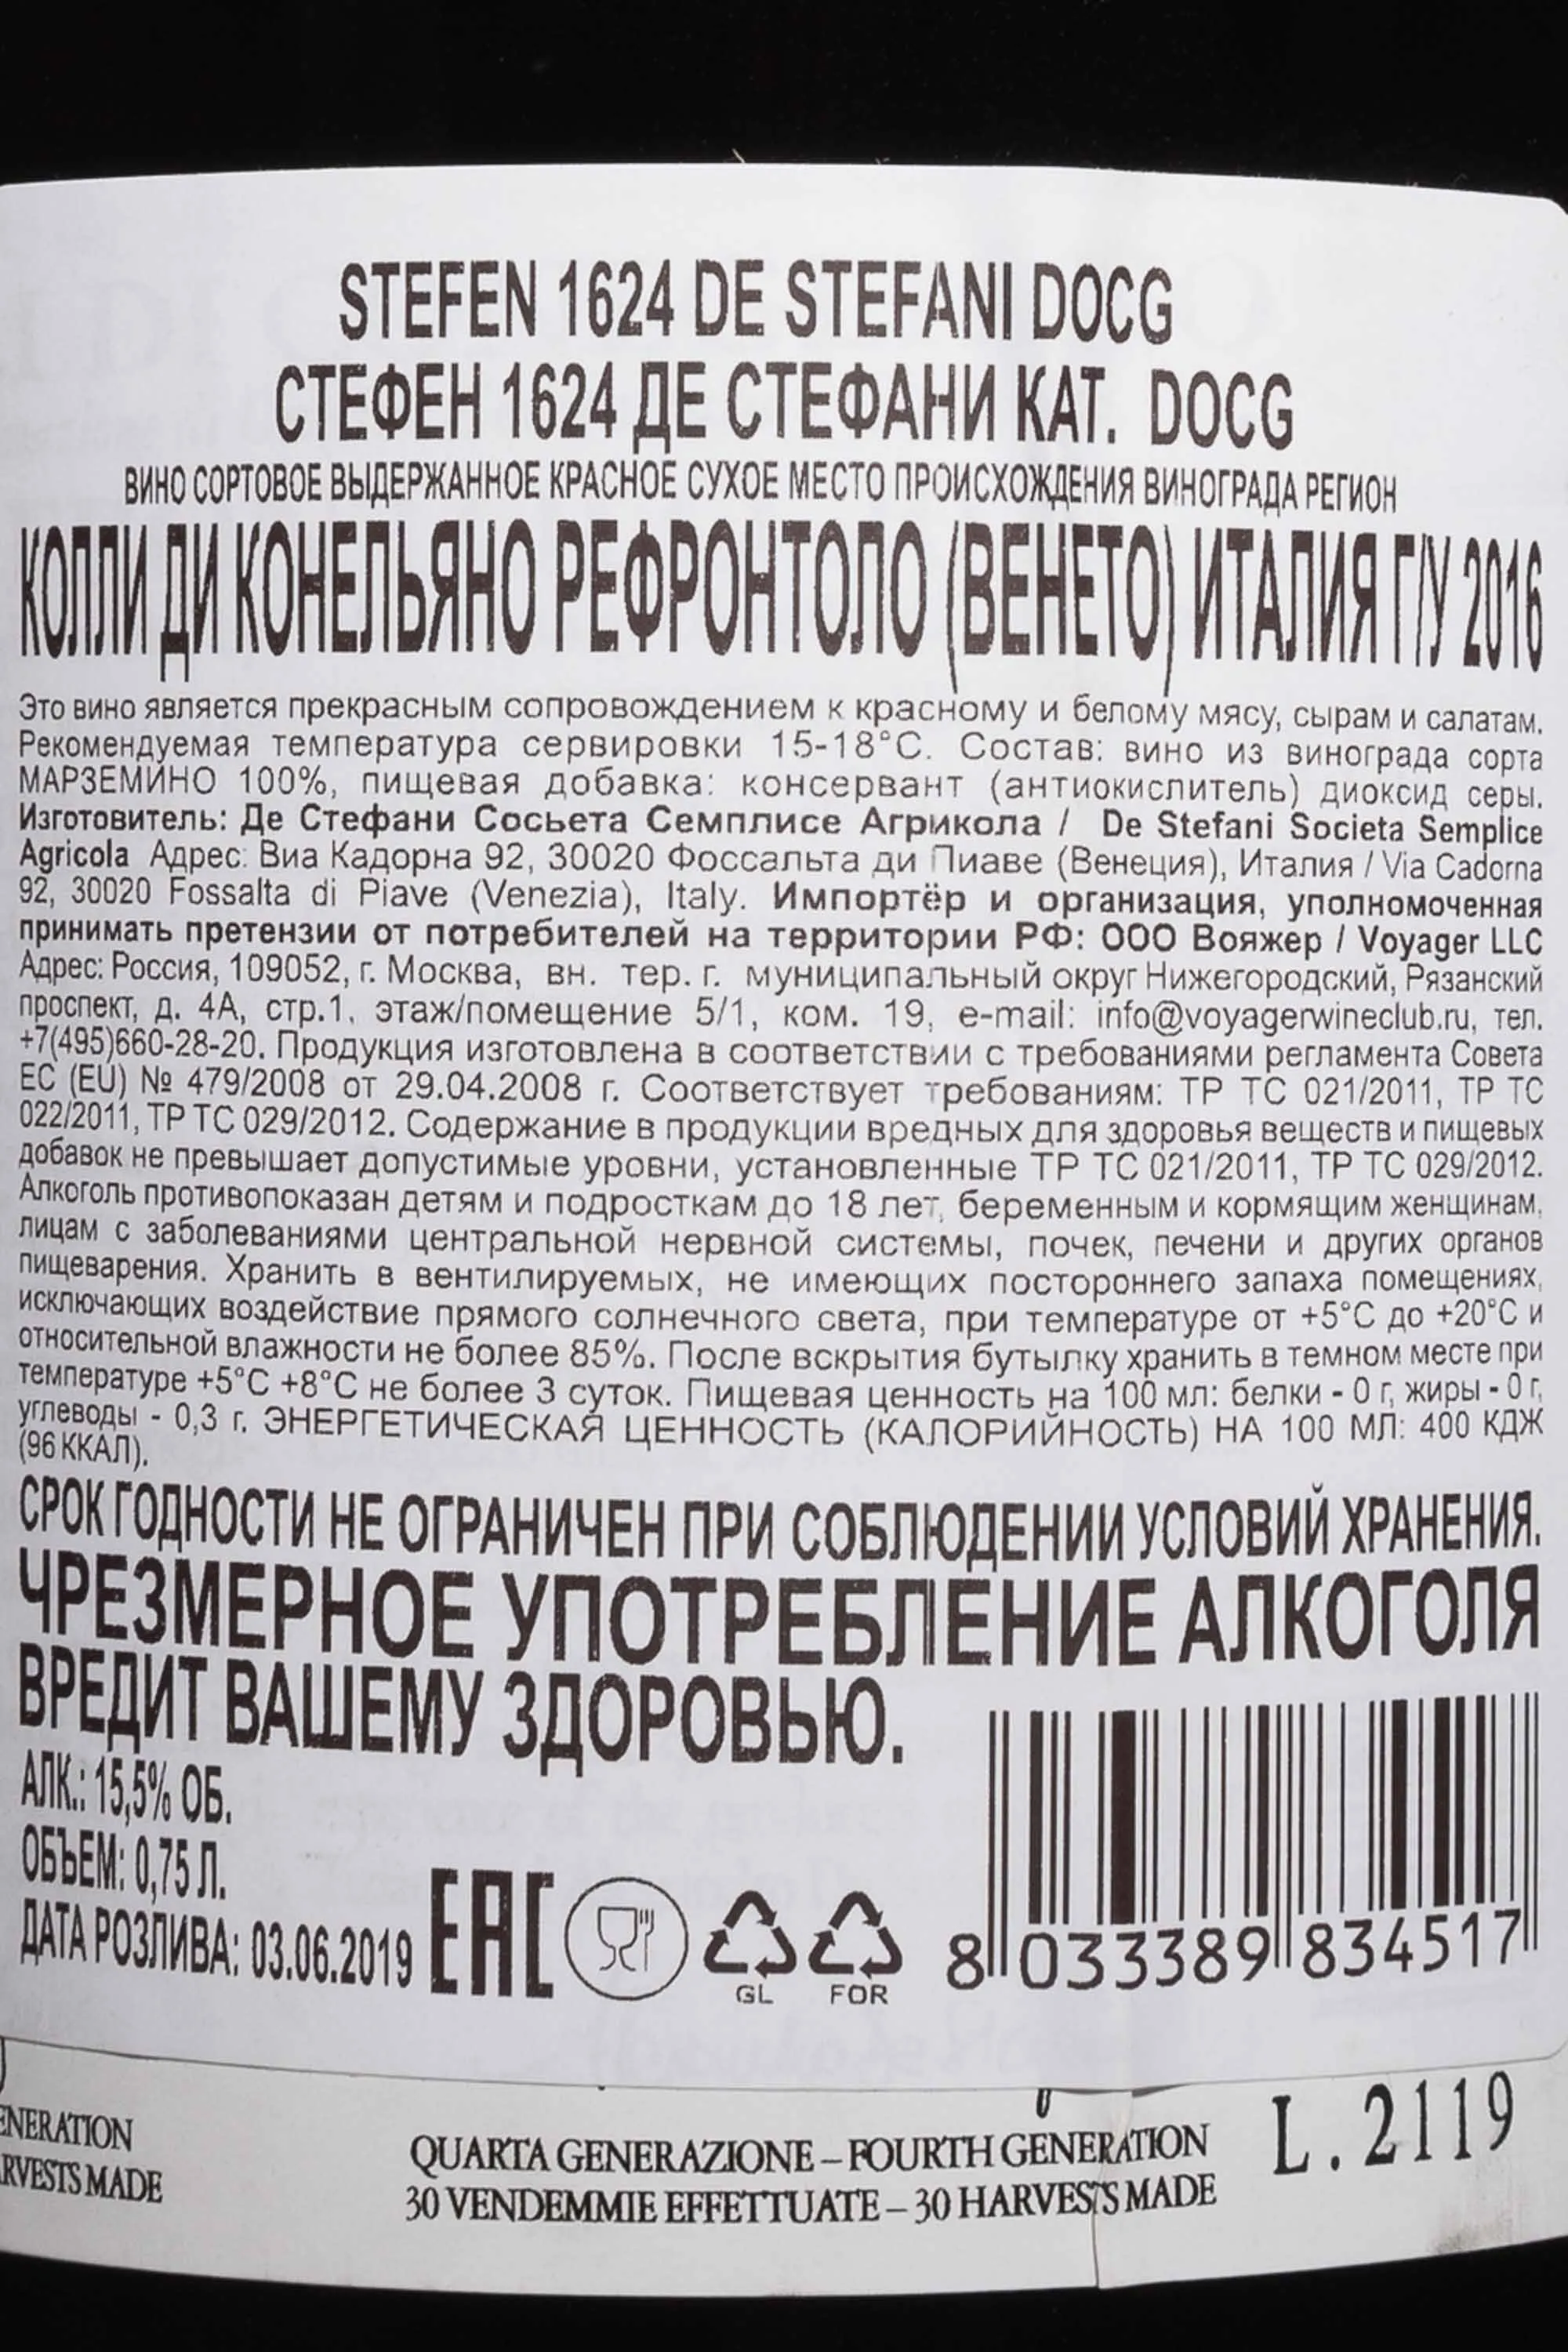 STEFEN 1624 DE STEFANI DOCG
СТЕФЕН 1624 ДЕ СТЕФАНИ КАТ. DOCG
ВИНО СОРТОВОЕ ВЫДЕРЖАННОЕ КРАСНОЕ СУХОЕ МЕСТО ПРОИСХОЖДЕНИЯ ВИНОГРАДА РЕГИОН
КОЛЛИ ДИ КОНЕЛЬЯНО РЕФРОНТОЛО (ВЕНЕТО) ИТАЛИЯ Г/У 2016
Это вино является прекрасным сопровождением к красному и белому мясу, сырам и салатам.
Рекомендуемая температура сервировки 15-18°С. Состав: вино из винограда сорта
МАРЗЕМИНО 100%, пищевая добавка: консервант (антиокислитель) диоксид серы.
Изготовитель: Де Стефани Сосьета Семплисе Агрикола / De Stefani Societa Semplice
Agricola Адрес: Виа Кадорна 92, 30020 Фоссальта ди Пиаве (Венеция), Италия / Via Cadorna
92, 30020 Fossalta di Piave (Venezia), Italy. Импортёр и организация, уполномоченная
принимать претензии от потребителей на территории РФ: ООО Вояжер / Voyager LLC
Адрес: Россия, 109052, г. Москва, вн. тер. г. муниципальный округ Нижегородский, Рязанский
проспект, д. 4А, стр.1, этаж/помещение 5/1, ком. 19, e-mail: info@voyagerwineclub.ru, тел.
+7(495)660-28-20. Продукция изготовлена в соответствии с требованиями регламента Совета
ЕС (EU) № 479/2008 от 29.04.2008 г. Соответствует требованиям: ТР ТС 021/2011, ТР ТС
022/2011, ТР ТС 029/2012. Содержание в продукции вредных для здоровья веществ и пищевых
добавок не превышает допустимые уровни, установленные ТР ТС 021/2011, ТР ТС 029/2012.
Алкоголь противопоказан детям и подросткам до 18 лет, беременным и кормящим женщинам,
лицам с заболеваниями центральной нервной системы, почек, печени и других органов
пищеварения. Хранить в вентилируемых, не имеющих постороннего запаха помещениях,
исключающих воздействие прямого солнечного света, при температуре от +5°С до +20°С и
относительной влажности не более 85%. После вскрытия бутылку хранить в темном месте при
температуре +5°С +8°С не более 3 суток. Пищевая ценность на 100 мл: белки - 0 г, жиры - 0 г,
углеводы - 0,3 г. ЭНЕРГЕТИЧЕСКАЯ ЦЕННОСТЬ (КАЛОРИЙНОСТЬ) НА 100 МЛ: 400 КДЖ
(96 ККАЛ).
СРОК ГОДНОСТИ НЕ ОГРАНИЧЕН ПРИ СОБЛЮДЕНИИ УСЛОВИЙ ХРАНЕНИЯ.
ЧРЕЗМЕРНОЕ УПОТРЕБЛЕНИЕ АЛКОГОЛЯ
ВРЕДИТ ВАШЕМУ ЗДОРОВЬЮ.
АЛК.: 15,5% ОБ.
ОБЪЕМ: 0,75 Л.
ДАТА РОЗЛИВА: 03.06.2019
EAC
GL
FOR
8 033389 834517
ENERATION
RVESTS MADE
QUARTA GENERAZIONE – FOURTH GENERATION
30 VENDEMMIE EFFETTUATE – 30 HARVESTS MADE
L. 2119